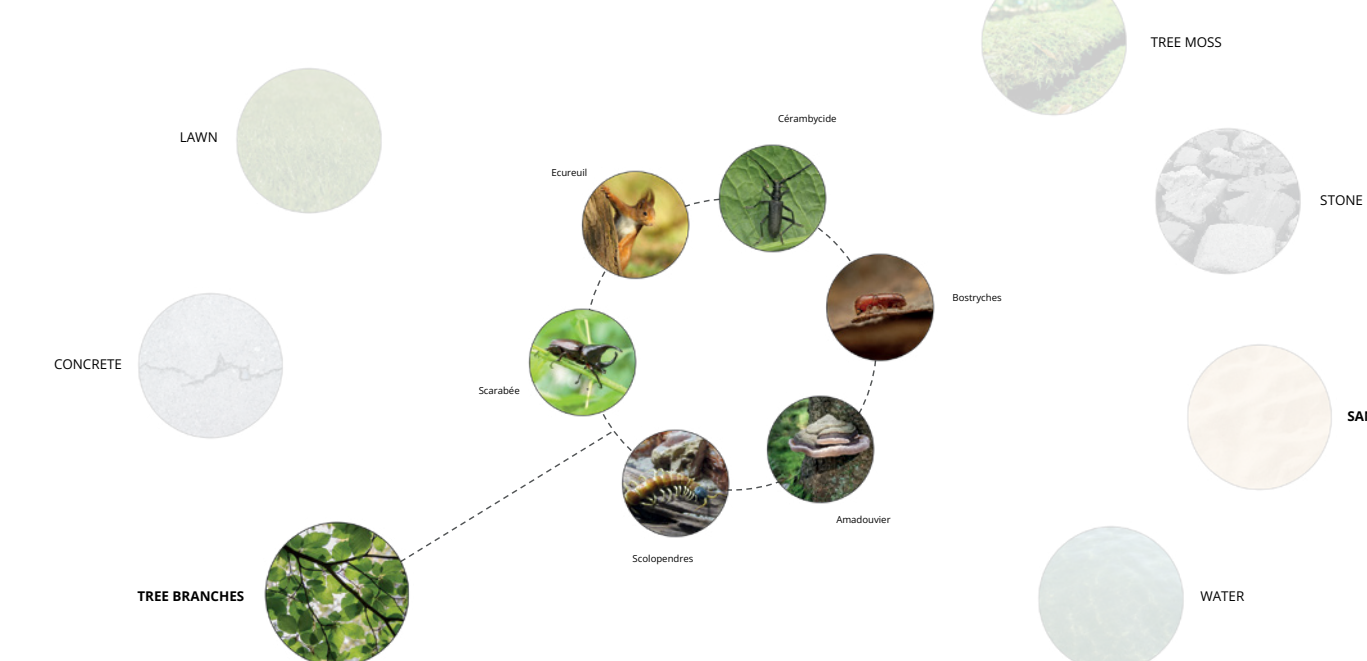 TREE MOSS
Cérambycide
LAWN
Ecureuil
STONE
Bostryches
CONCRETE
Scarabée
Amadouvier
Scolopendres
TREE BRANCHES
WATER